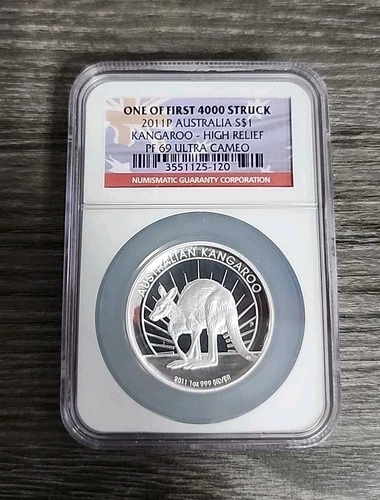 ONE OF FIRST 4000 STRUCK
2011P AUSTRALIA S$1
KANGAROO - HIGH RELIEF
PF 69 ULTRA CAMEO
3551125-120
NUMISMATIC GUARANTY CORPORATION
AUSTRALIAN KANGAROO
2011 1oz 999 SILVER